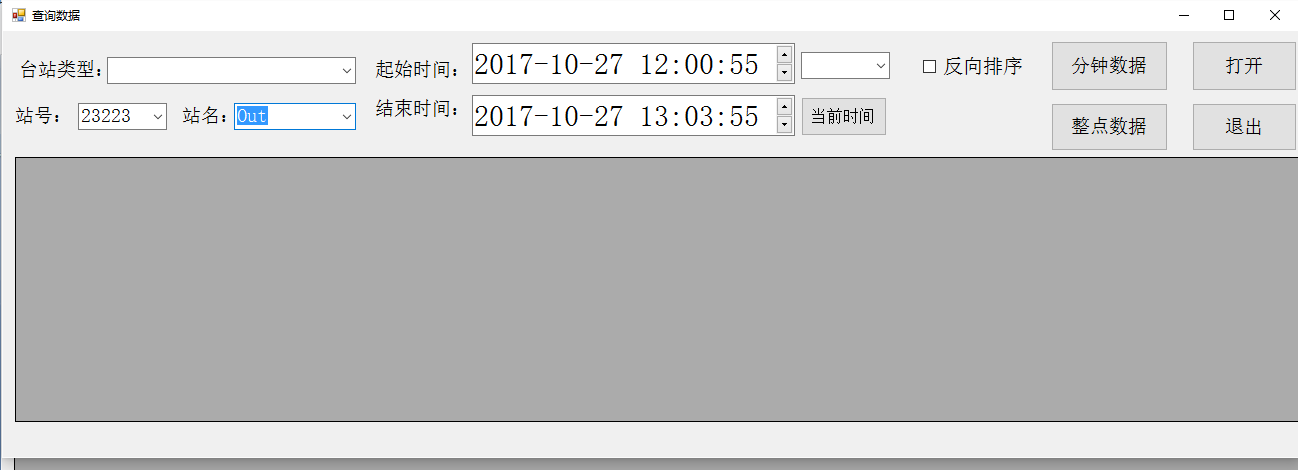 查询数据
台站类型： 起始时间： 2017-10-27 12:00:55 反向排序 分钟数据 打开
站号： 23223 站名： Out 结束时间： 2017-10-27 13:03:55 当前时间 整点数据 退出